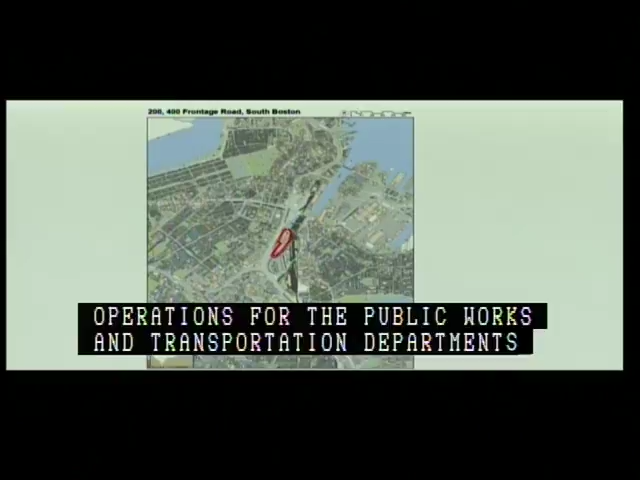 200, 400 Frontage Road, South Boston
OPERATIONS FOR THE PUBLIC WORKS
AND TRANSPORTATION DEPARTMENTS